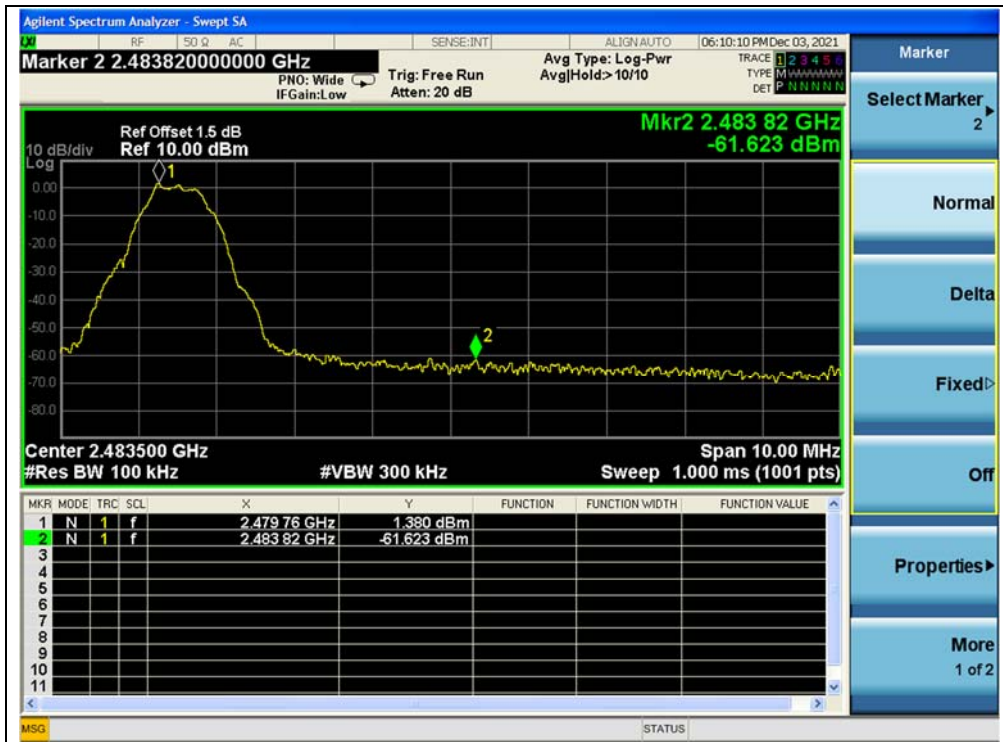 Agilent Spectrum Analyzer - Swept SA
LXI RF 50 Ω AC SENSE:INT ALIGN AUTO 06:10:10 PM Dec 03, 2021
Marker 2 2.483820000000 GHz
PNO: Wide Trig: Free Run Avg Type: Log-Pwr TRACE 1 2 3 4 5 6
IFGain:Low Atten: 20 dB Avg|Hold:> 10/10 TYPE M
DET P N N N N N
Mkr2 2.483 82 GHz
-61.623 dBm
Ref Offset 1.5 dB
10 dB/div Ref 10.00 dBm
Log
1
0.00
-10.0
-20.0
-30.0
-40.0
-50.0
2
-60.0
-70.0
-80.0
Center 2.483500 GHz Span 10.00 MHz
#Res BW 100 kHz #VBW 300 kHz Sweep 1.000 ms (1001 pts)
MKR MODE TRC SCL X Y FUNCTION FUNCTION WIDTH FUNCTION VALUE
1 N 1 f 2.479 76 GHz 1.380 dBm
2 N 1 f 2.483 82 GHz -61.623 dBm
3
4
5
6
7
8
9
10
11
MSG STATUS
Marker
Select Marker
2
Normal
Delta
Fixed
Off
Properties
More
1 of 2